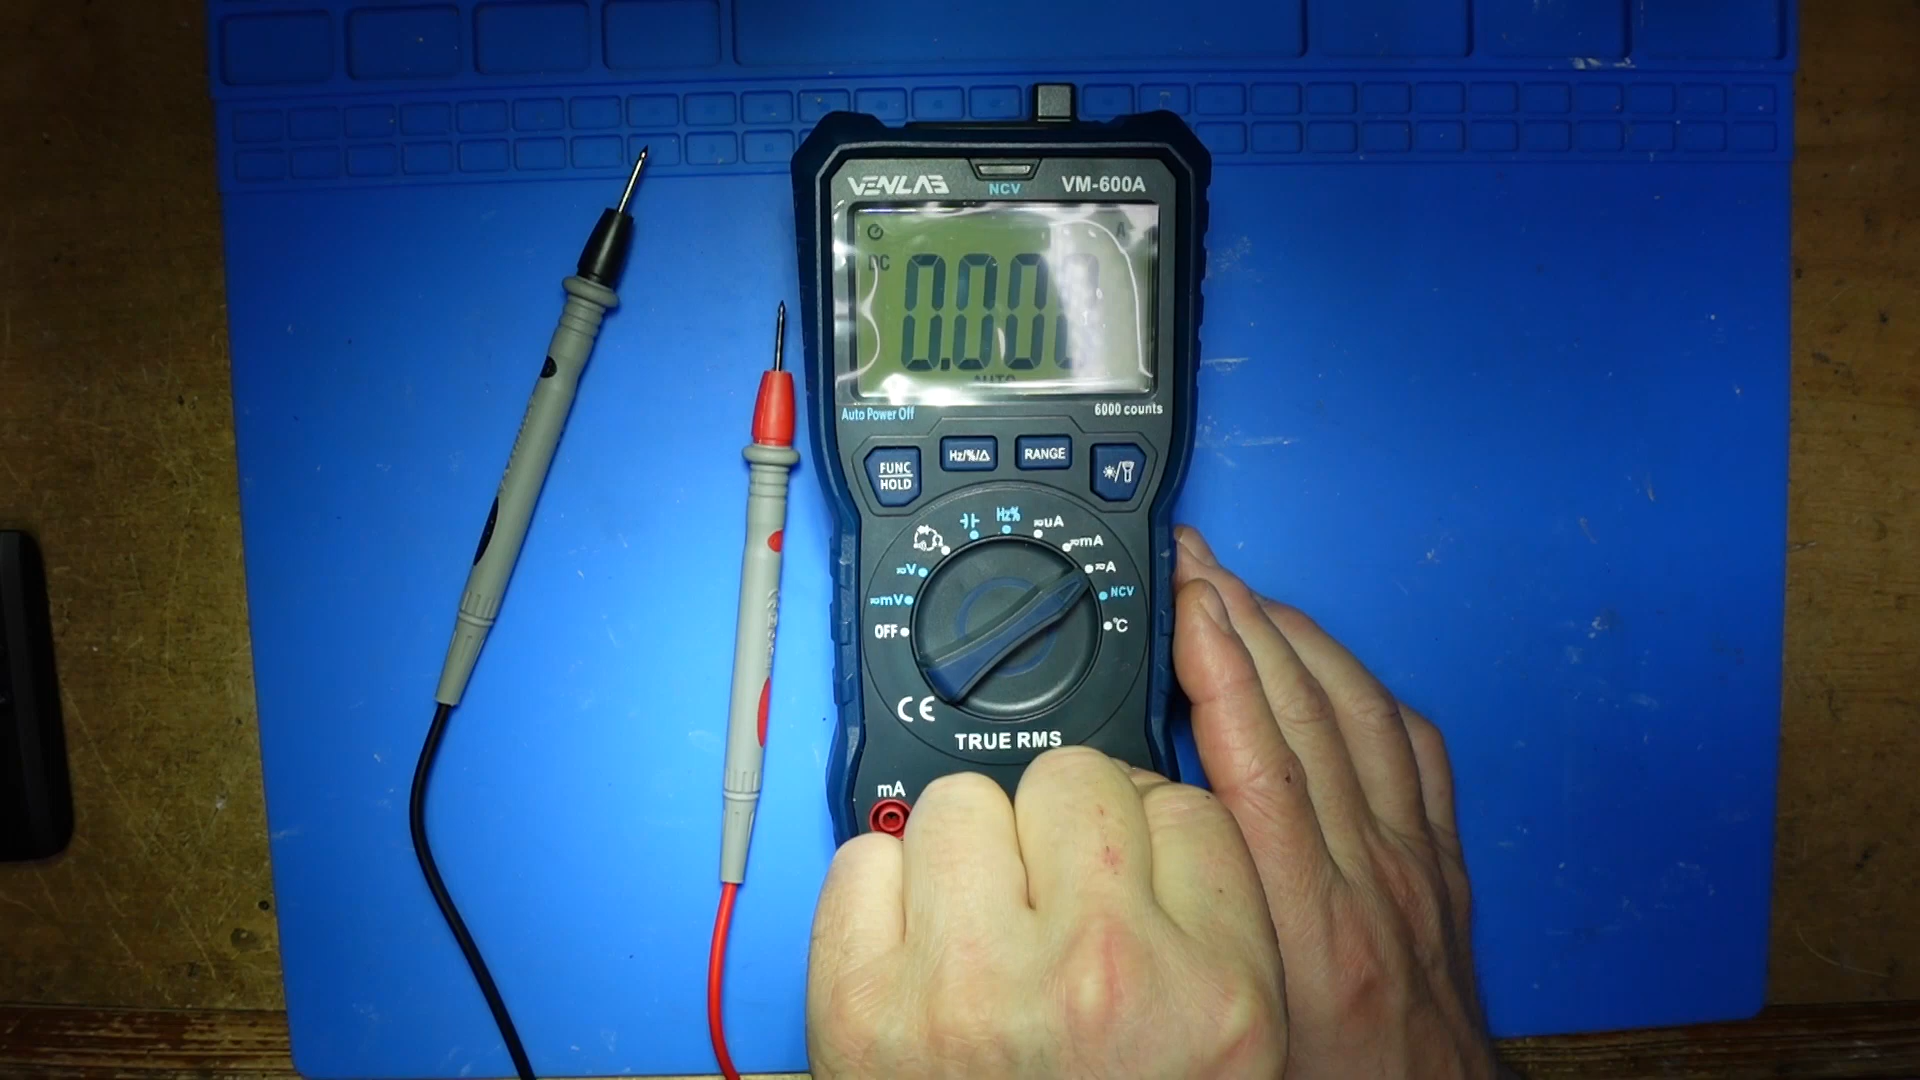 VENLAB
NCV
VM-600A
A
DC
0.000
AUTO
Auto Power Off
6000 counts
FUNC
HOLD
Hz/%/△
RANGE
Hz%
≂uA
≂mA
≂A
NCV
°C
≂V
≂mV
OFF
CE
TRUE RMS
mA